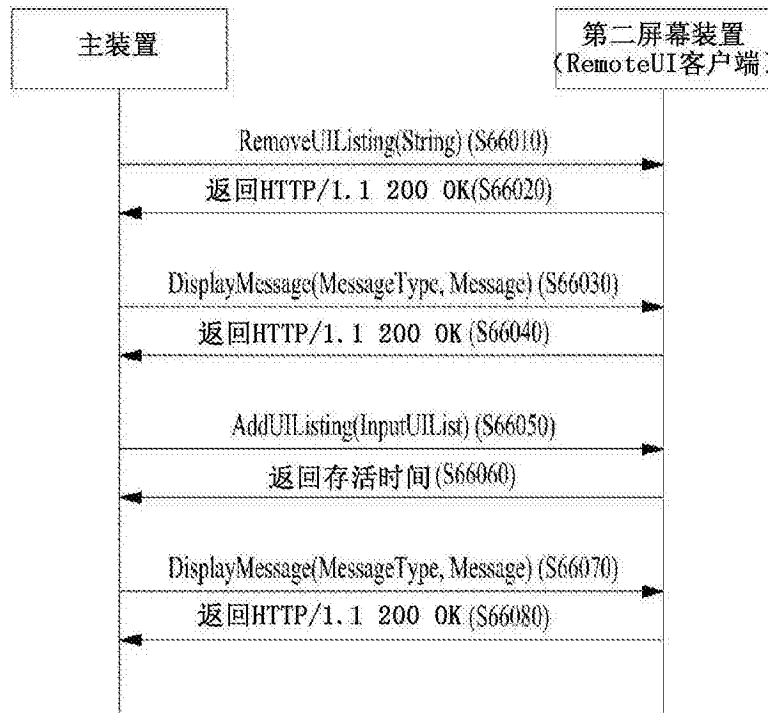 主装置
第二屏幕装置
(RemoteUI客户端)
RemoveUIListing(String) (S66010)
返回HTTP/1.1 200 OK(S66020)
DisplayMessage(MessageType, Message) (S66030)
返回HTTP/1.1 200 OK (S66040)
AddUIListing(InputUIList) (S66050)
返回存活时间(S66060)
DisplayMessage(MessageType, Message) (S66070)
返回HTTP/1.1 200 OK (S66080)